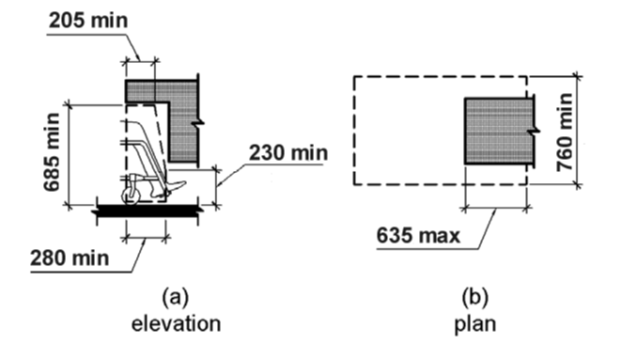 205 min
685 min
230 min
280 min
(a)
elevation
760 min
635 max
(b)
plan